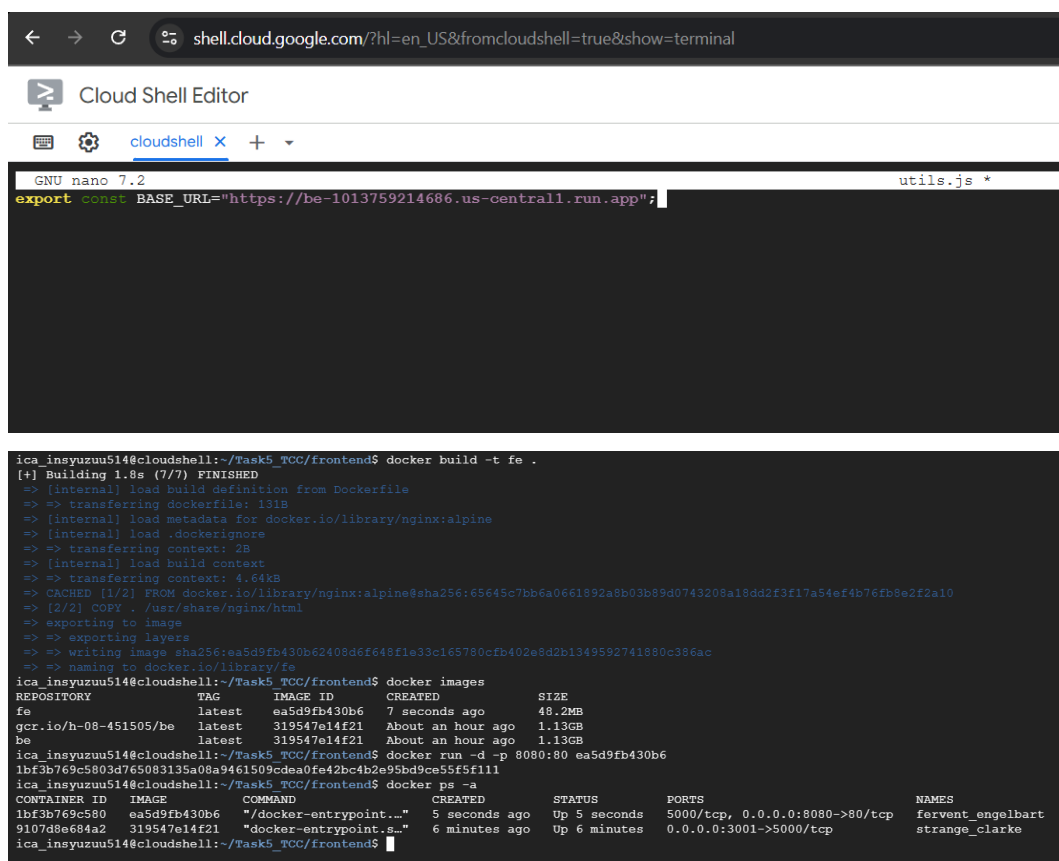 shell.cloud.google.com/?hl=en_US&fromcloudshell=true&show=terminal
Cloud Shell Editor
cloudshell
GNU nano 7.2 utils.js *
export const BASE_URL="https://be-1013759214686.us-central1.run.app";
ica_insyuzuu514@cloudshell:~/Task5_TCC/frontend$ docker build -t fe .
[+] Building 1.8s (7/7) FINISHED
=> [internal] load build definition from Dockerfile
=> => transferring dockerfile: 131B
=> [internal] load metadata for docker.io/library/nginx:alpine
=> [internal] load .dockerignore
=> => transferring context: 2B
=> [internal] load build context
=> => transferring context: 4.64kB
=> CACHED [1/2] FROM docker.io/library/nginx:alpine@sha256:65645c7bb6a0661892a8b03b89d0743208a18dd2f3f17a54ef4b76fb8e2f2a10
=> [2/2] COPY . /usr/share/nginx/html
=> exporting to image
=> => exporting layers
=> => writing image sha256:ea5d9fb430b62408d6f648f1e33c165780cfb402e8d2b1349592741880c386ac
=> => naming to docker.io/library/fe
ica_insyuzuu514@cloudshell:~/Task5_TCC/frontend$ docker images
REPOSITORY TAG IMAGE ID CREATED SIZE
fe latest ea5d9fb430b6 7 seconds ago 48.2MB
gcr.io/h-08-451505/be latest 319547e14f21 About an hour ago 1.13GB
be latest 319547e14f21 About an hour ago 1.13GB
ica_insyuzuu514@cloudshell:~/Task5_TCC/frontend$ docker run -d -p 8080:80 ea5d9fb430b6
1bf3b769c5803d765083135a08a9461509cdea0fe42bc4b2e95bd9ce55f5f111
ica_insyuzuu514@cloudshell:~/Task5_TCC/frontend$ docker ps -a
CONTAINER ID IMAGE COMMAND CREATED STATUS PORTS NAMES
1bf3b769c580 ea5d9fb430b6 "/docker-entrypoint.…" 5 seconds ago Up 5 seconds 5000/tcp, 0.0.0.0:8080->80/tcp fervent_engelbart
9107d8e684a2 319547e14f21 "docker-entrypoint.s…" 6 minutes ago Up 6 minutes 0.0.0.0:3001->5000/tcp strange_clarke
ica_insyuzuu514@cloudshell:~/Task5_TCC/frontend$